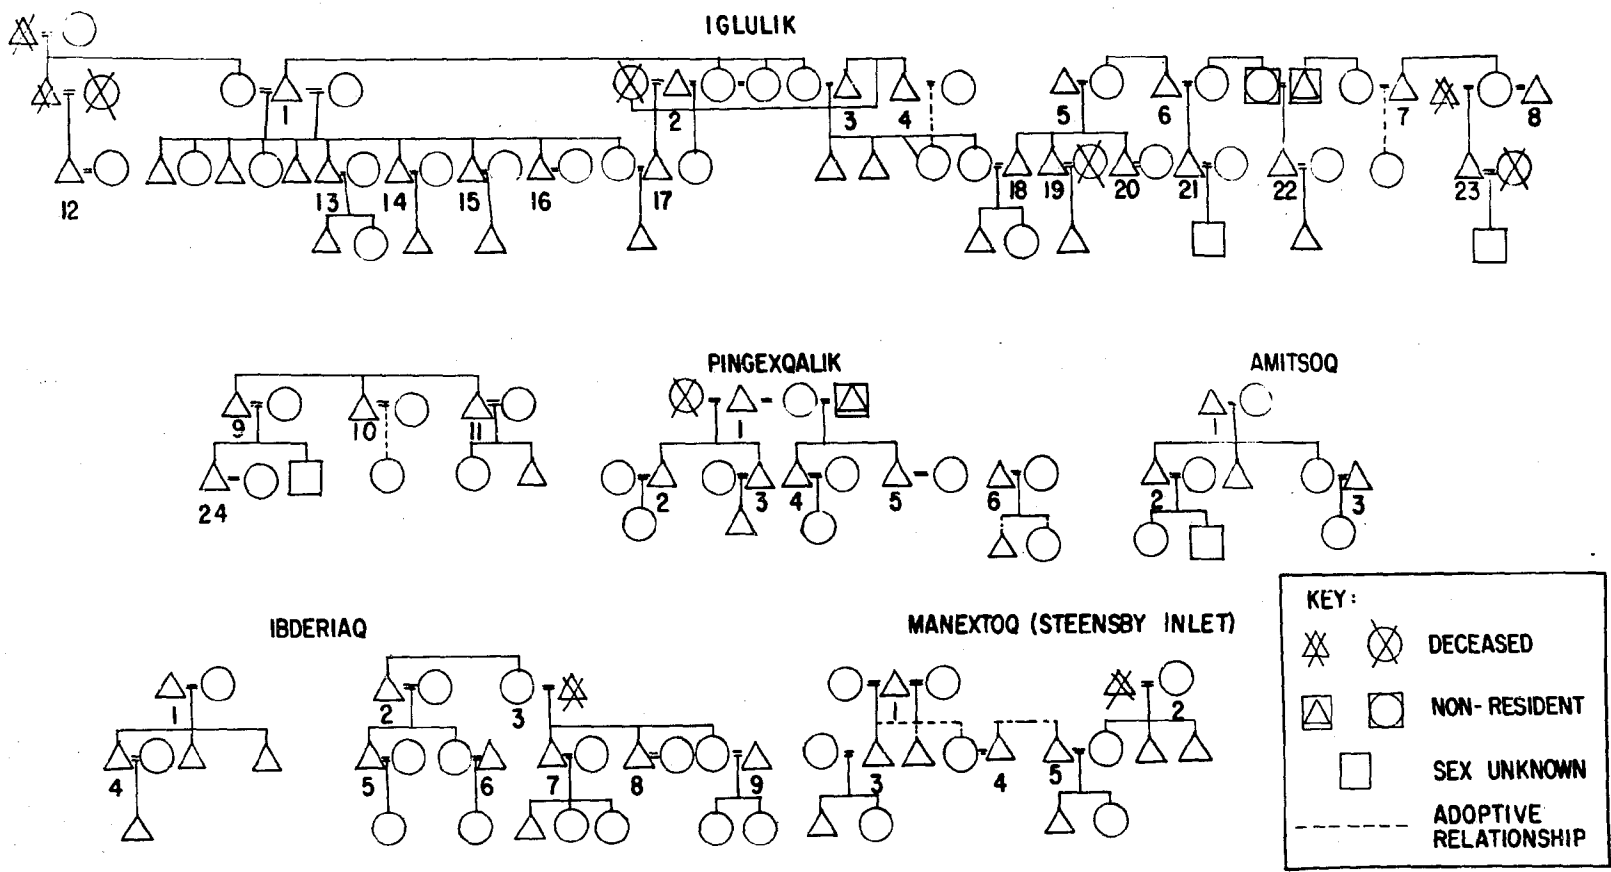 IGLULIK
1 2 3 4 5 6 7 8
12 13 14 15 16 17 18 19 20 21 22 23
PINGEXQALIK
AMITSOQ
9 10 11 1 1
24 2 3 4 5 6 2 3
IBDERIAQ
MANEXTOQ (STEENSBY INLET)
1 2 3 1 2
4 5 6 7 8 9 3 4 5
KEY:
DECEASED
NON-RESIDENT
SEX UNKNOWN
ADOPTIVE
RELATIONSHIP